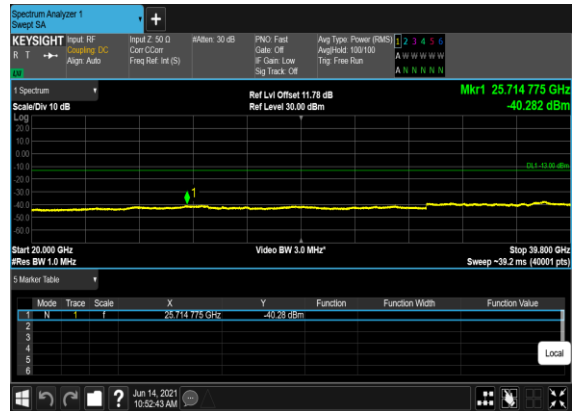 Spectrum Analyzer 1
Swept SA
KEYSIGHT Input: RF Input Z: 50 Ω #Atten: 30 dB PNO: Fast Avg Type: Power (RMS) 1 2 3 4 5 6
R T Coupling: DC Corr CCorr Gate: Off Avg|Hold: 100/100 A W W W W W
Align: Auto Freq Ref: Int (S) IF Gain: Low Trig: Free Run A N N N N N
Sig Track: Off
LW
1 Spectrum Ref Lvl Offset 11.78 dB Mkr1 25.714 775 GHz
Scale/Div 10 dB Ref Level 30.00 dBm -40.282 dBm
Log
20.0
10.0
0.00
-10.0 DL1 -13.00 dBm
-20.0
-30.0 1
-40.0
-50.0
-60.0
Start 20.000 GHz Video BW 3.0 MHz* Stop 39.800 GHz
#Res BW 1.0 MHz Sweep ~39.2 ms (40001 pts)
5 Marker Table
Mode Trace Scale X Y Function Function Width Function Value
1 N 1 f 25.714 775 GHz -40.28 dBm
2
3
4
5
6
Local
? Jun 14, 2021
10:52:43 AM